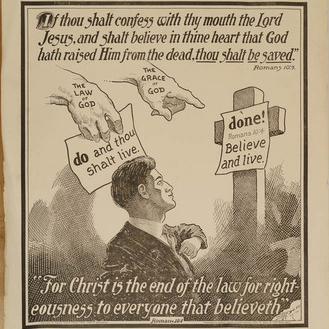 "If thou shalt confess with thy mouth the Lord
Jesus, and shalt believe in thine heart that God
hath raised Him from the dead, thou shalt be saved."
Romans 10:9.
THE LAW
OF GOD
THE GRACE
OF GOD
do and thou
shalt live.
done!
Romans 10:4
Believe
and live.
"For Christ is the end of the law for right-
eousness to everyone that believeth"
Romans 10:4